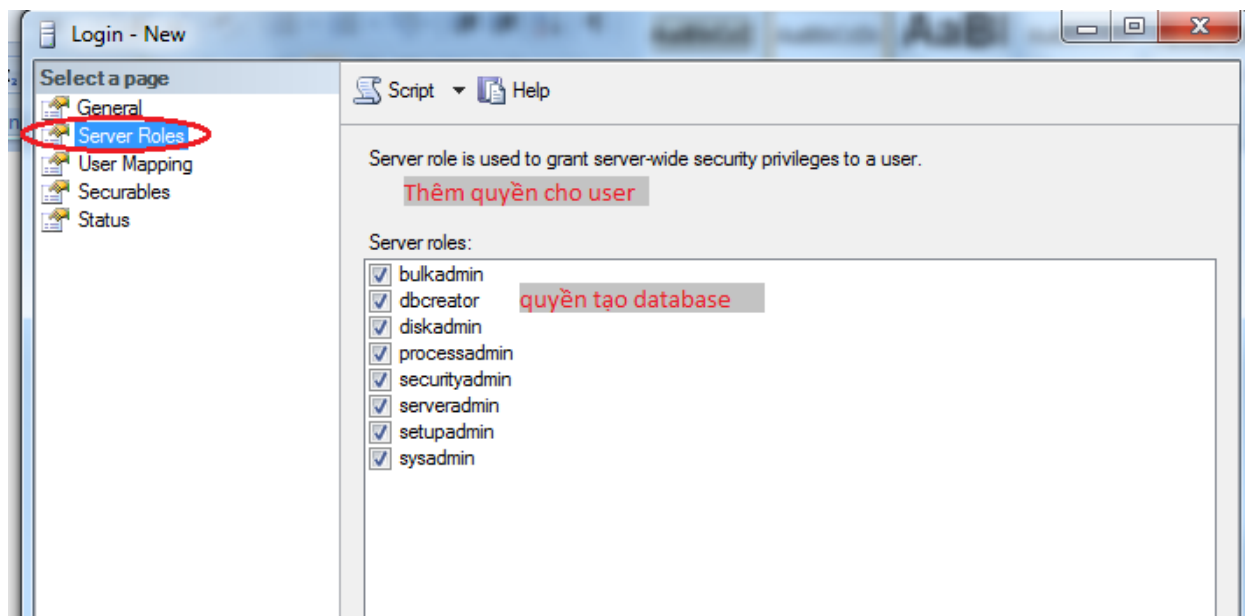 Login - New
Select a page
General
Server Roles
User Mapping
Securables
Status
Script
Help
Server role is used to grant server-wide security privileges to a user.
Thêm quyền cho user
Server roles:
bulkadmin
dbcreator
quyền tạo database
diskadmin
processadmin
securityadmin
serveradmin
setupadmin
sysadmin